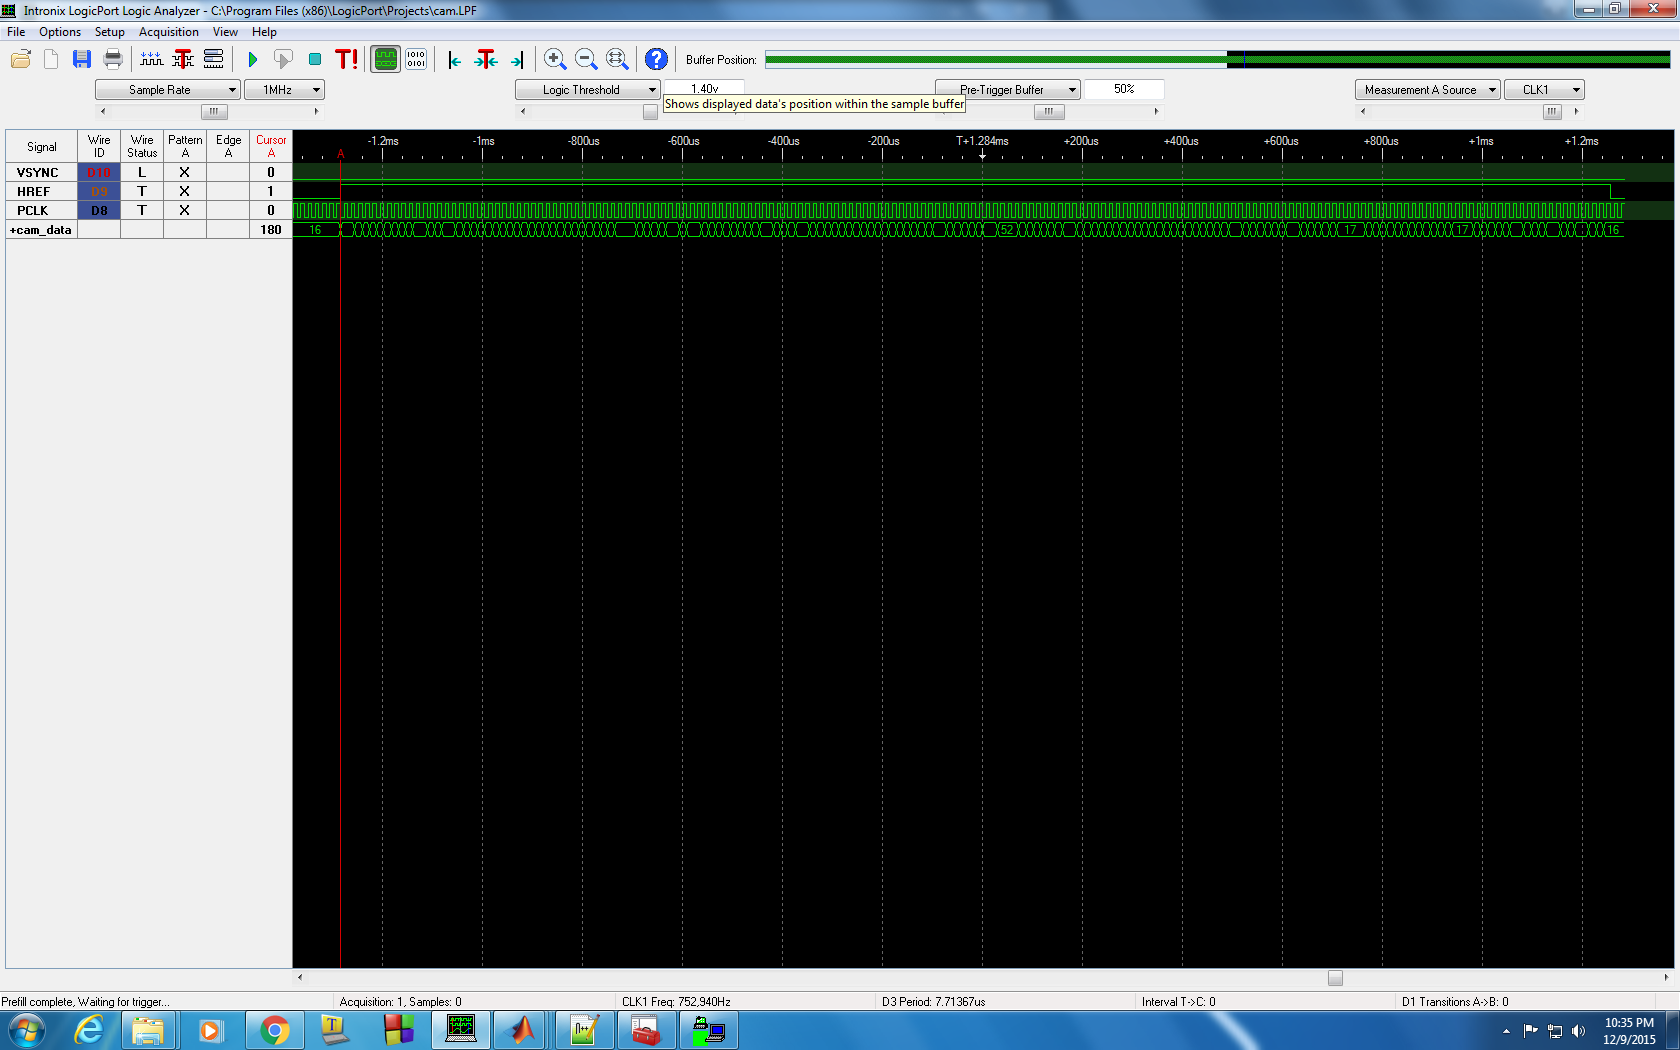 Intronix LogicPort Logic Analyzer - C:\Program Files (x86)\LogicPort\Projects\cam.LPF
File Options Setup Acquisition View Help
Buffer Position:
Sample Rate 1MHz Logic Threshold 1.40v Pre-Trigger Buffer 50% Measurement A Source CLK1
Shows displayed data's position within the sample buffer
Signal Wire ID Wire Status Pattern A Edge A Cursor A
-1.2ms -1ms -800us -600us -400us -200us T+1.284ms +200us +400us +600us +800us +1ms +1.2ms
A
VSYNC D10 L X 0
HREF D9 T X 1
PCLK D8 T X 0
+cam_data 180 16 52 17 17 16
Prefill complete, Waiting for trigger... Acquisition: 1, Samples: 0 CLK1 Freq: 752,940Hz D3 Period: 7.71367us Interval T->C: 0 D1 Transitions A->B: 0
10:35 PM
12/9/2015